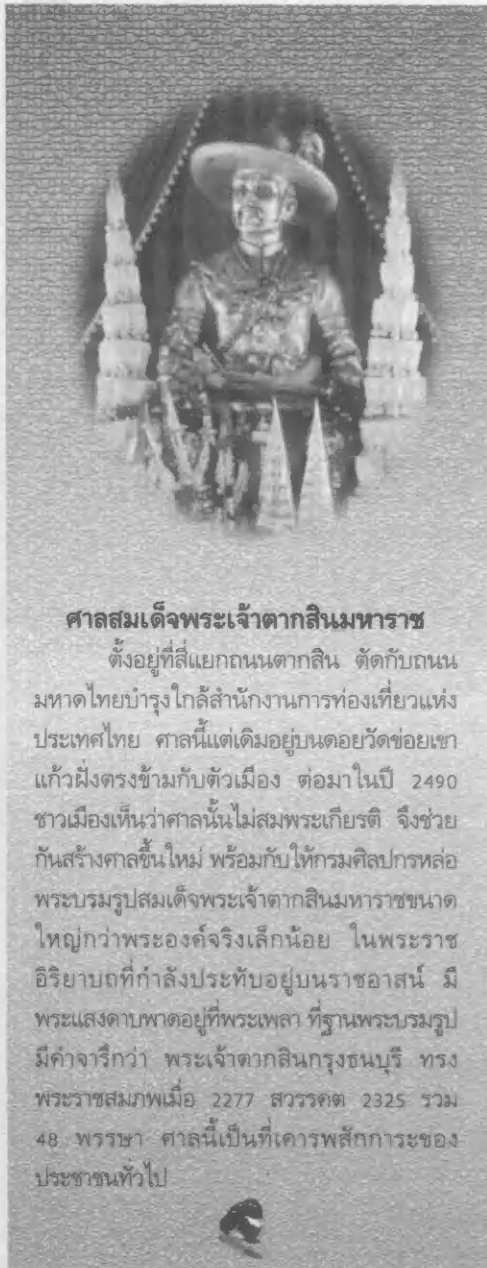 ศาลสมเด็จพระเจ้าตากสินมหาราช
ตั้งอยู่ที่สี่แยกถนนตากสิน ตัดกับถนน
มหาดไทยบำรุงใกล้สำนักงานการท่องเที่ยวแห่ง
ประเทศไทย ศาลนี้แต่เดิมอยู่บนดอยวัดข่อยเขา
แก้วฝั่งตรงข้ามกับตัวเมือง ต่อมาในปี 2490
ชาวเมืองเห็นว่าศาลนั้นไม่สมพระเกียรติ จึงช่วย
กันสร้างศาลขึ้นใหม่ พร้อมกับให้กรมศิลปกรหล่อ
พระบรมรูปสมเด็จพระเจ้าตากสินมหาราชขนาด
ใหญ่กว่าพระองค์จริงเล็กน้อย ในพระราช
อิริยาบถที่กำลังประทับอยู่บนราชอาสน์ มี
พระแสงดาบพาดอยู่ที่พระเพลา ที่ฐานพระบรมรูป
มีคำจารึกว่า พระเจ้าตากสินกรุงธนบุรี ทรง
พระราชสมภพเมื่อ 2277 สวรรคต 2325 รวม
48 พรรษา ศาลนี้เป็นที่เคารพสักการะของ
ประชาชนทั่วไป